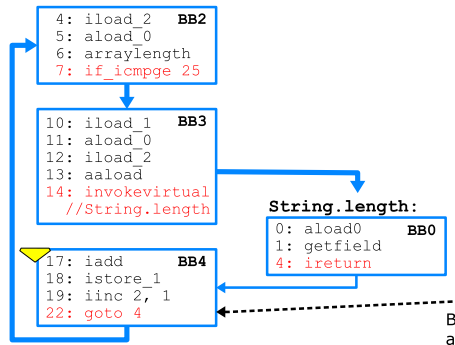 4: iload_2 BB2
5: aload_0
6: arraylength
7: if_icmpge 25
10: iload_1 BB3
11: aload_0
12: iload_2
13: aaload
14: invokevirtual
//String.length
String.length:
0: aload0 BB0
1: getfield
4: ireturn
17: iadd BB4
18: istore_1
19: iinc 2, 1
22: goto 4
B
a